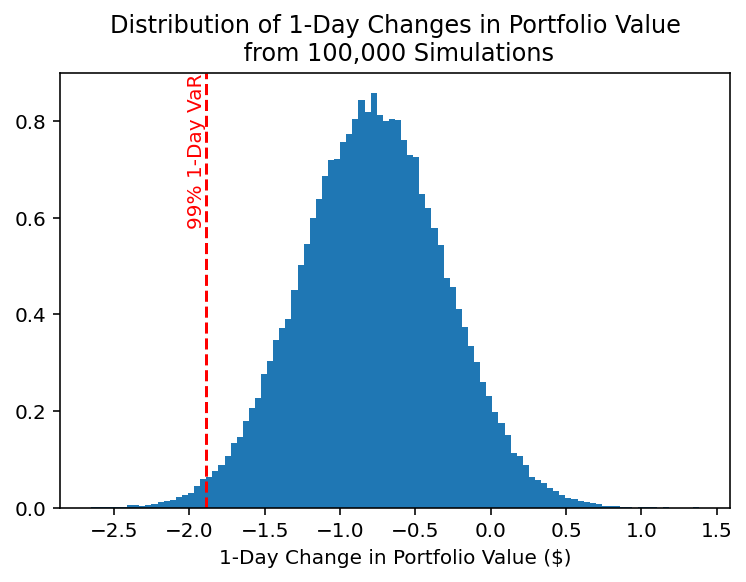 Distribution of 1-Day Changes in Portfolio Value
from 100,000 Simulations
99% 1-Day VaR
0.8
0.6
0.4
0.2
0.0
−2.5 −2.0 −1.5 −1.0 −0.5 0.0 0.5 1.0 1.5
1-Day Change in Portfolio Value ($)